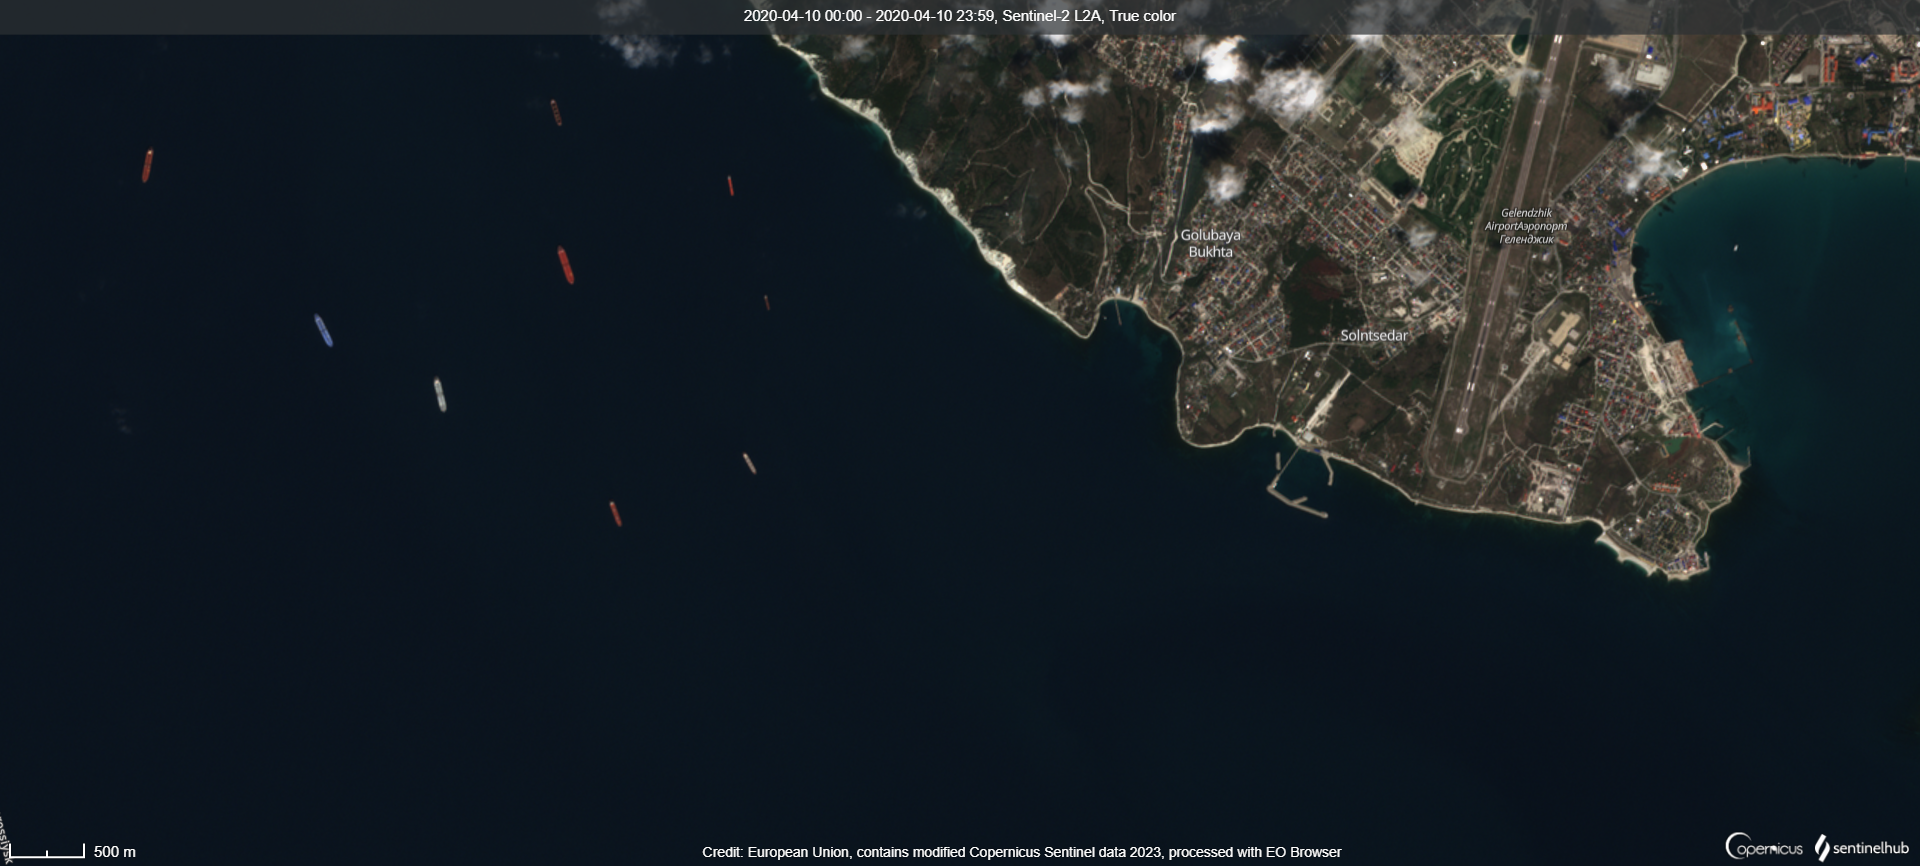 2020-04-10 00:00 - 2020-04-10 23:59, Sentinel-2 L2A, True color
Gelendzhik
AirportАэропорт
Геленджик
Golubaya
Bukhta
Solntsedar
500 m
Credit: European Union, contains modified Copernicus Sentinel data 2023, processed with EO Browser
Copernicus
sentinelhub